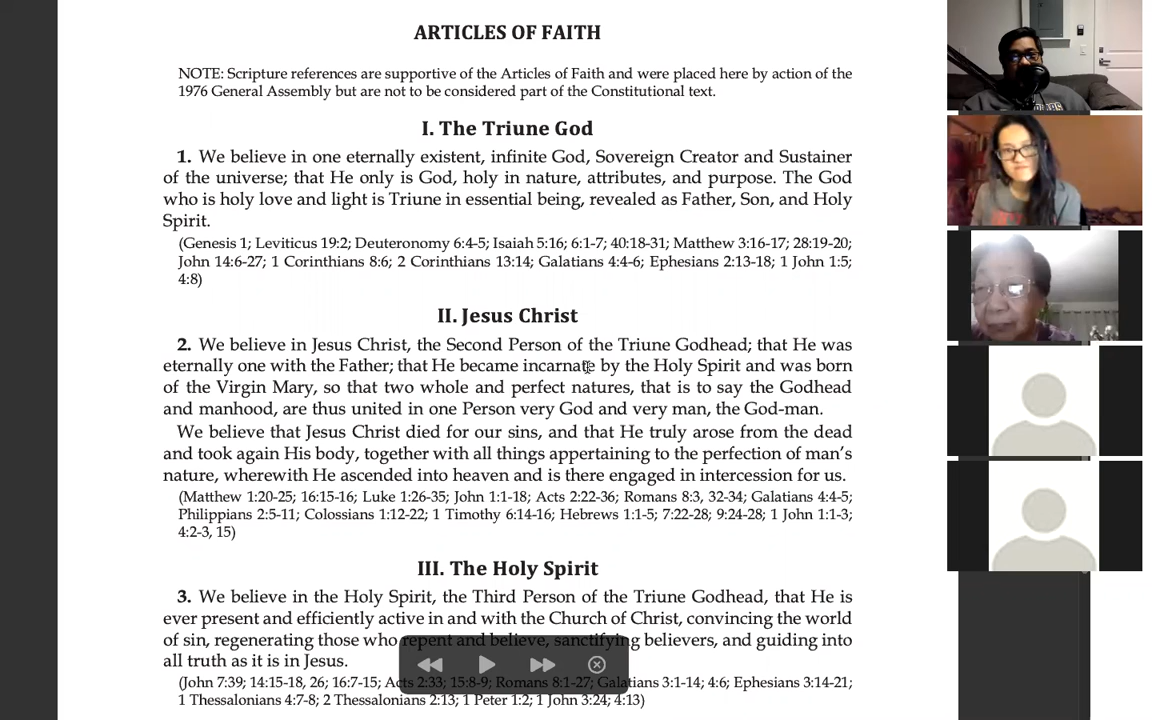 ARTICLES OF FAITH
NOTE: Scripture references are supportive of the Articles of Faith and were placed here by action of the
1976 General Assembly but are not to be considered part of the Constitutional text.
I. The Triune God
1. We believe in one eternally existent, infinite God, Sovereign Creator and Sustainer
of the universe; that He only is God, holy in nature, attributes, and purpose. The God
who is holy love and light is Triune in essential being, revealed as Father, Son, and Holy
Spirit.
(Genesis 1; Leviticus 19:2; Deuteronomy 6:4-5; Isaiah 5:16; 6:1-7; 40:18-31; Matthew 3:16-17; 28:19-20;
John 14:6-27; 1 Corinthians 8:6; 2 Corinthians 13:14; Galatians 4:4-6; Ephesians 2:13-18; 1 John 1:5;
4:8)
II. Jesus Christ
2. We believe in Jesus Christ, the Second Person of the Triune Godhead; that He was
eternally one with the Father; that He became incarnate by the Holy Spirit and was born
of the Virgin Mary, so that two whole and perfect natures, that is to say the Godhead
and manhood, are thus united in one Person very God and very man, the God-man.
We believe that Jesus Christ died for our sins, and that He truly arose from the dead
and took again His body, together with all things appertaining to the perfection of man's
nature, wherewith He ascended into heaven and is there engaged in intercession for us.
(Matthew 1:20-25; 16:15-16; Luke 1:26-35; John 1:1-18; Acts 2:22-36; Romans 8:3, 32-34; Galatians 4:4-5;
Philippians 2:5-11; Colossians 1:12-22; 1 Timothy 6:14-16; Hebrews 1:1-5; 7:22-28; 9:24-28; 1 John 1:1-3;
4:2-3, 15)
III. The Holy Spirit
3. We believe in the Holy Spirit, the Third Person of the Triune Godhead, that He is
ever present and efficiently active in and with the Church of Christ, convincing the world
of sin, regenerating those who repent and believe, sanctifying believers, and guiding into
all truth as it is in Jesus.
(John 7:39; 14:15-18, 26; 16:7-15; Acts 2:33; 15:8-9; Romans 8:1-27; Galatians 3:1-14; 4:6; Ephesians 3:14-21;
1 Thessalonians 4:7-8; 2 Thessalonians 2:13; 1 Peter 1:2; 1 John 3:24; 4:13)